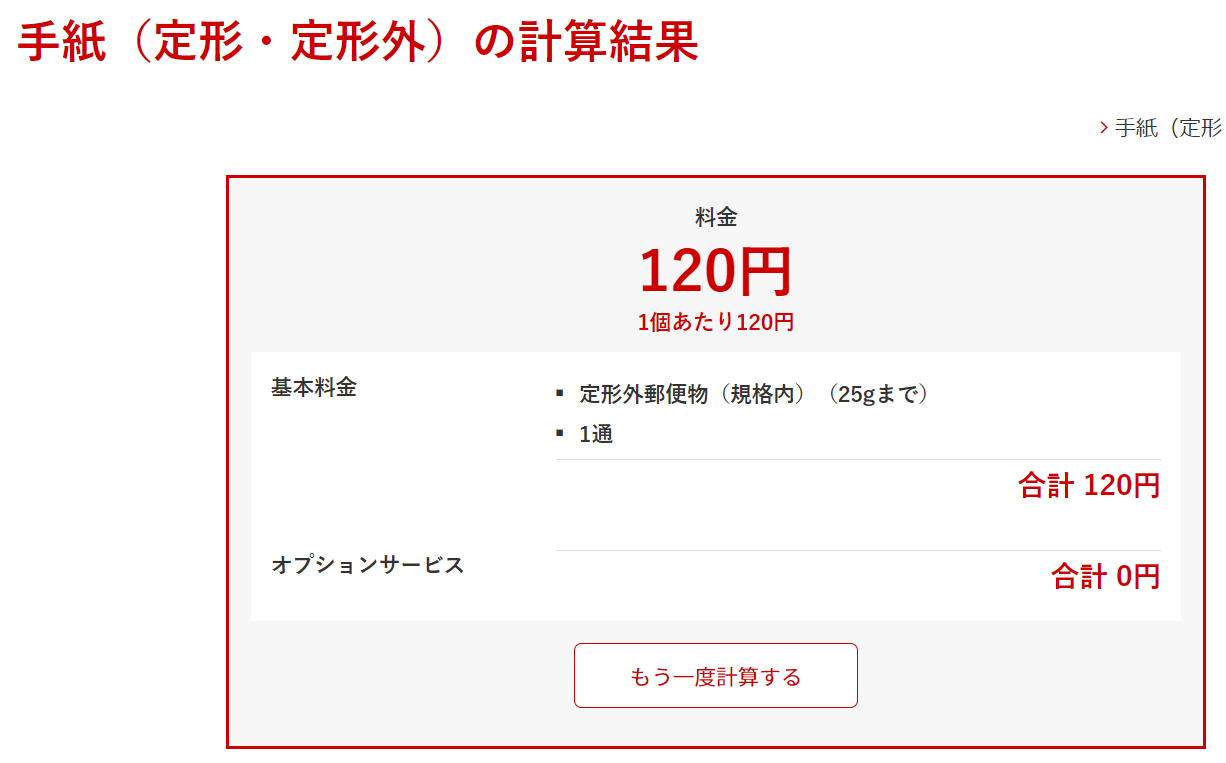 手紙（定形・定形外）の計算結果
手紙（定形
料金
120円
1個あたり120円
基本料金
定形外郵便物（規格内）（25gまで）
1通
合計 120円
オプションサービス
合計 0円
もう一度計算する